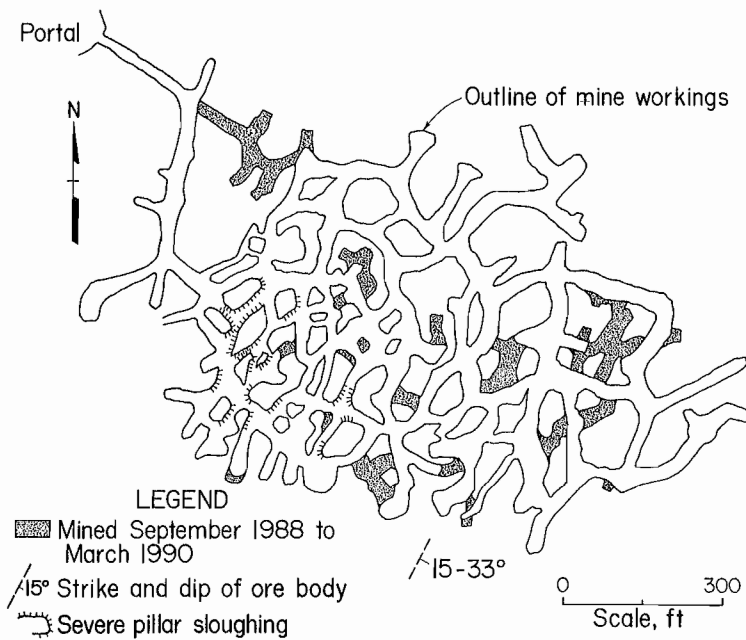 Portal
N
Outline of mine workings
LEGEND
Mined September 1988 to
March 1990
15° Strike and dip of ore body
Severe pillar sloughing
15-33°
0 300
Scale, ft